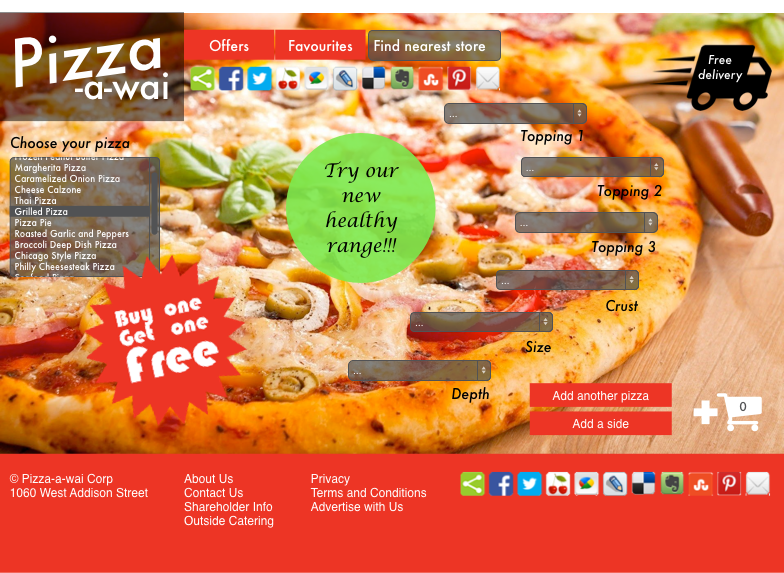 Pizza
-a-wai
Offers
Favourites
Find nearest store
Free
delivery
Choose your pizza
Frozen Peanut Butter Pizza
Margherita Pizza
Caramelized Onion Pizza
Cheese Calzone
Thai Pizza
Grilled Pizza
Pizza Pie
Roasted Garlic and Peppers
Broccoli Deep Dish Pizza
Chicago Style Pizza
Philly Cheesesteak Pizza
Try our
new
healthy
range!!!
...
Topping 1
...
Topping 2
...
Topping 3
...
Crust
...
Size
...
Depth
Buy one
Get one
Free
Add another pizza
Add a side
0
© Pizza-a-wai Corp
1060 West Addison Street
About Us
Contact Us
Shareholder Info
Outside Catering
Privacy
Terms and Conditions
Advertise with Us